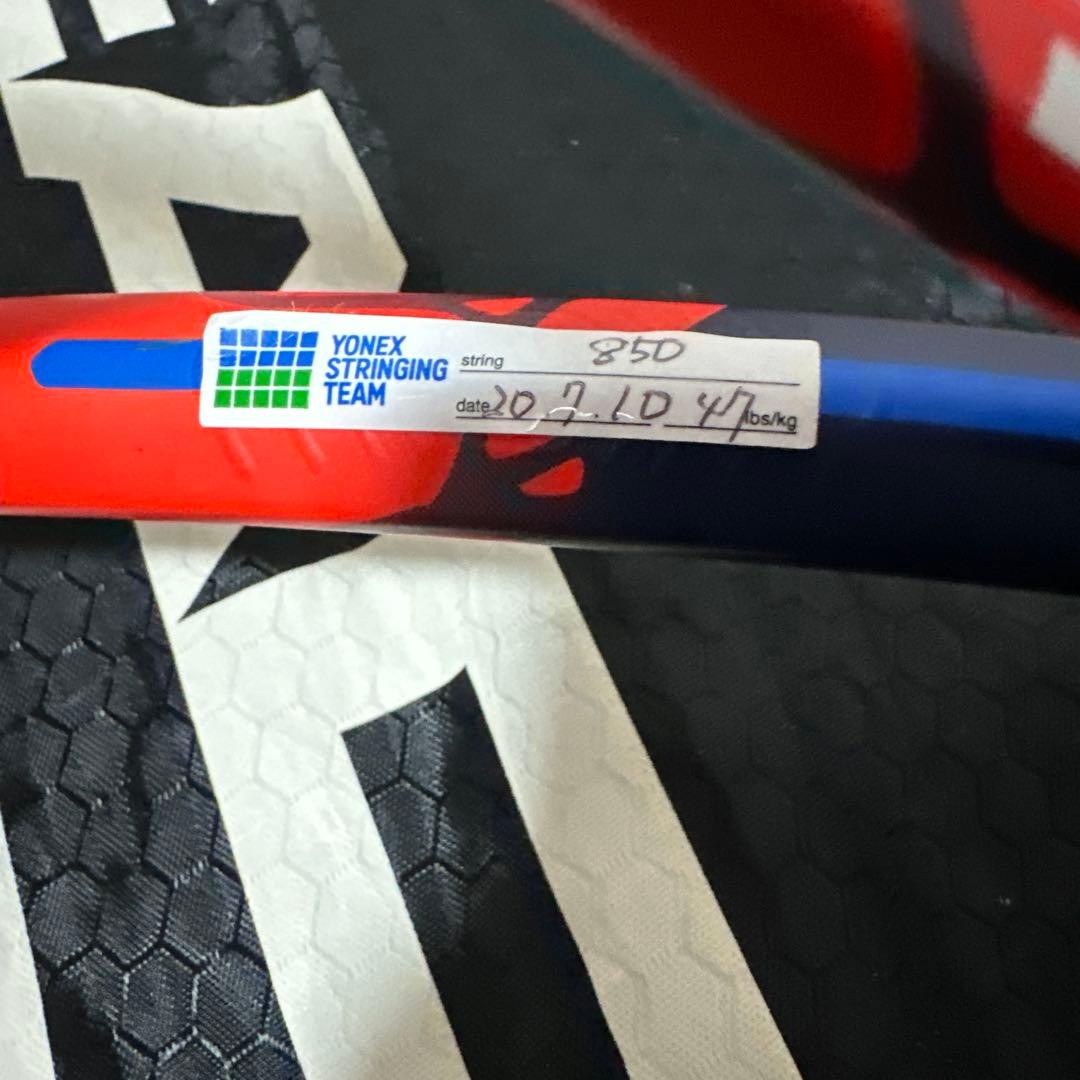 YONEX
STRINGING
TEAM
string 850
date 20.7.10 47 lbs/kg